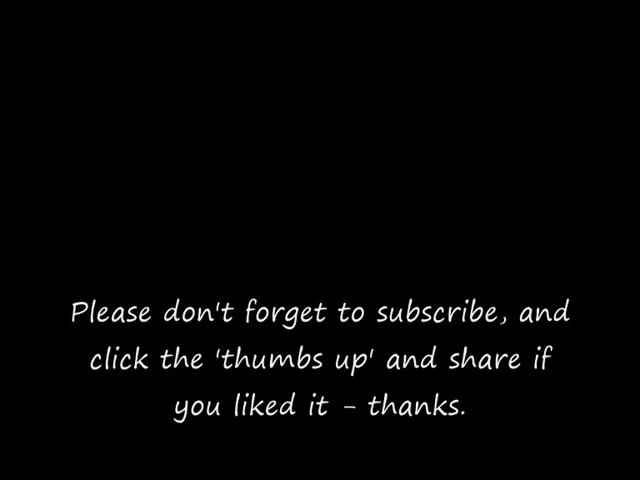 Please don't forget to subscribe, and
click the 'thumbs up' and share if
you liked it - thanks.